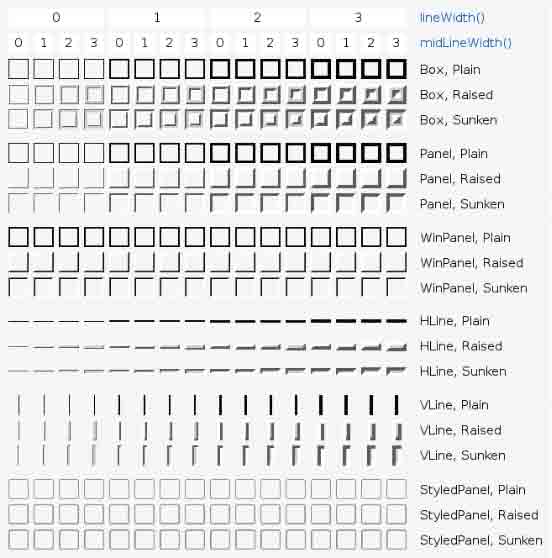 0 1 2 3 lineWidth()
0 1 2 3 0 1 2 3 0 1 2 3 0 1 2 3 midLineWidth()
Box, Plain
Box, Raised
Box, Sunken
Panel, Plain
Panel, Raised
Panel, Sunken
WinPanel, Plain
WinPanel, Raised
WinPanel, Sunken
HLine, Plain
HLine, Raised
HLine, Sunken
VLine, Plain
VLine, Raised
VLine, Sunken
StyledPanel, Plain
StyledPanel, Raised
StyledPanel, Sunken